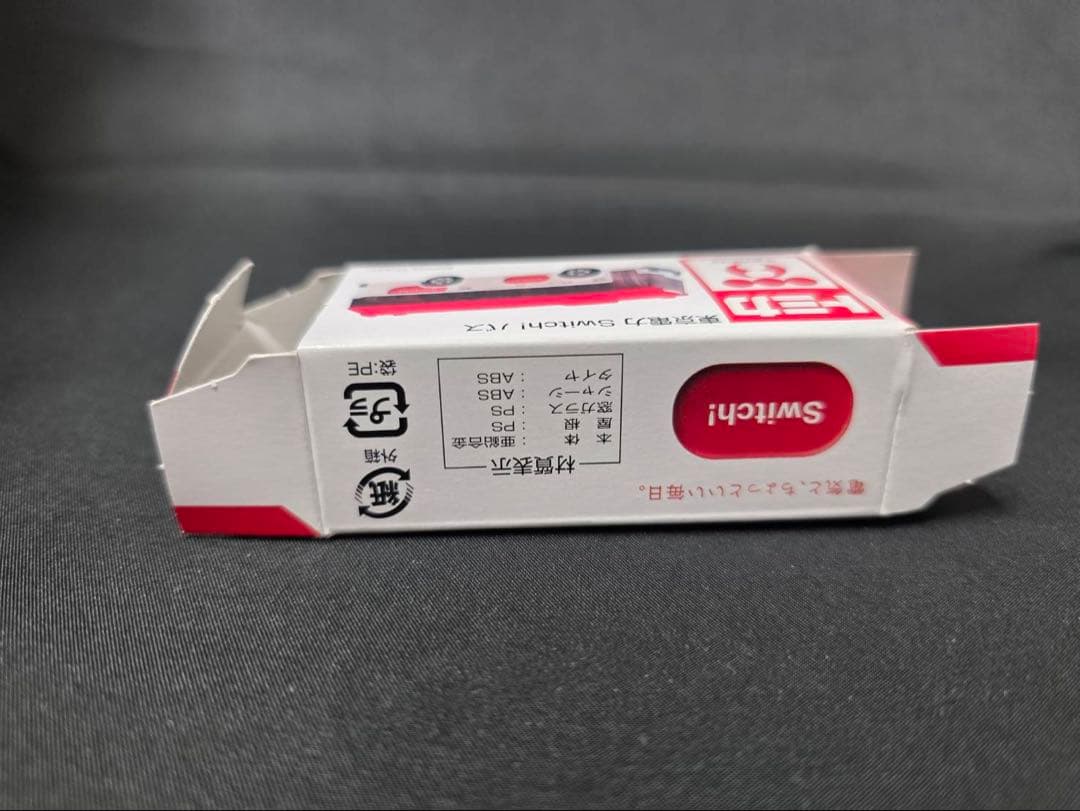 電気と、ちょっといい毎日。
Switch!
材質表示
本体：亜鉛合金
屋根：PS
窓ガラス：PS
シャーシ：ABS
タイヤ：ABS
外箱
紙
プラ
袋:PE
トミカ
東京電力 Switch! バス